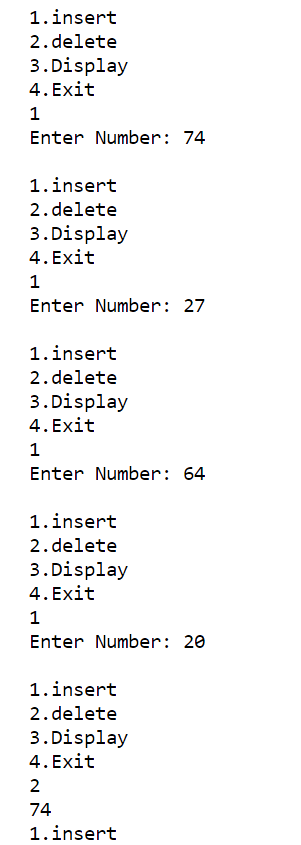 1.insert
2.delete
3.Display
4.Exit
1
Enter Number: 74
1.insert
2.delete
3.Display
4.Exit
1
Enter Number: 27
1.insert
2.delete
3.Display
4.Exit
1
Enter Number: 64
1.insert
2.delete
3.Display
4.Exit
1
Enter Number: 20
1.insert
2.delete
3.Display
4.Exit
2
74
1.insert